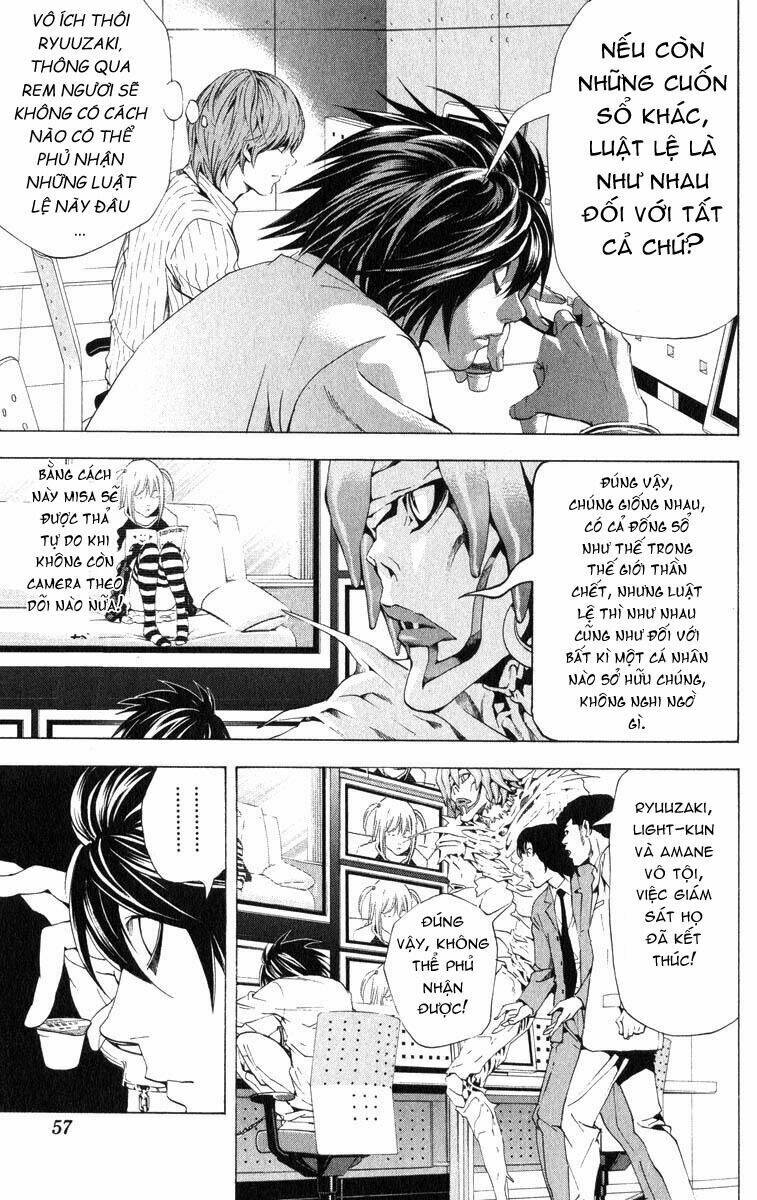 NẾU CÒN
NHỮNG CUỐN
SỔ KHÁC,
LUẬT LỆ LÀ
NHƯ NHAU
ĐỐI VỚI TẤT
CẢ CHỨ?
VÔ ÍCH THÔI
RYUUZAKI,
THÔNG QUA
REM NGƯƠI SẼ
KHÔNG CÓ CÁCH
NÀO CÓ THỂ
PHỦ NHẬN
NHỮNG LUẬT
LỆ NÀY ĐÂU
...
ĐÚNG VẬY,
CHÚNG GIỐNG NHAU,
CÓ CẢ ĐỐNG SỔ
NHƯ THẾ TRONG
THẾ GIỚI THẦN
CHẾT, NHƯNG LUẬT
LỆ THÌ NHƯ NHAU
CŨNG NHƯ ĐỐI VỚI
BẤT KÌ MỘT CÁ NHÂN
NÀO SỞ HỮU CHÚNG,
KHÔNG NGHI NGỜ
GÌ.
BẰNG CÁCH
NÀY MISA SẼ
ĐƯỢC THẢ
TỰ DO KHI
KHÔNG CÒN
CAMERA THEO
DÕI NÀO NỮA!
RYUUZAKI,
LIGHT-KUN
VÀ AMANE
VÔ TỘI,
VIỆC GIÁM
SÁT HỌ
ĐÃ KẾT
THÚC!
ĐÚNG
VẬY, KHÔNG
THỂ PHỦ
NHẬN
ĐƯỢC!
........
57